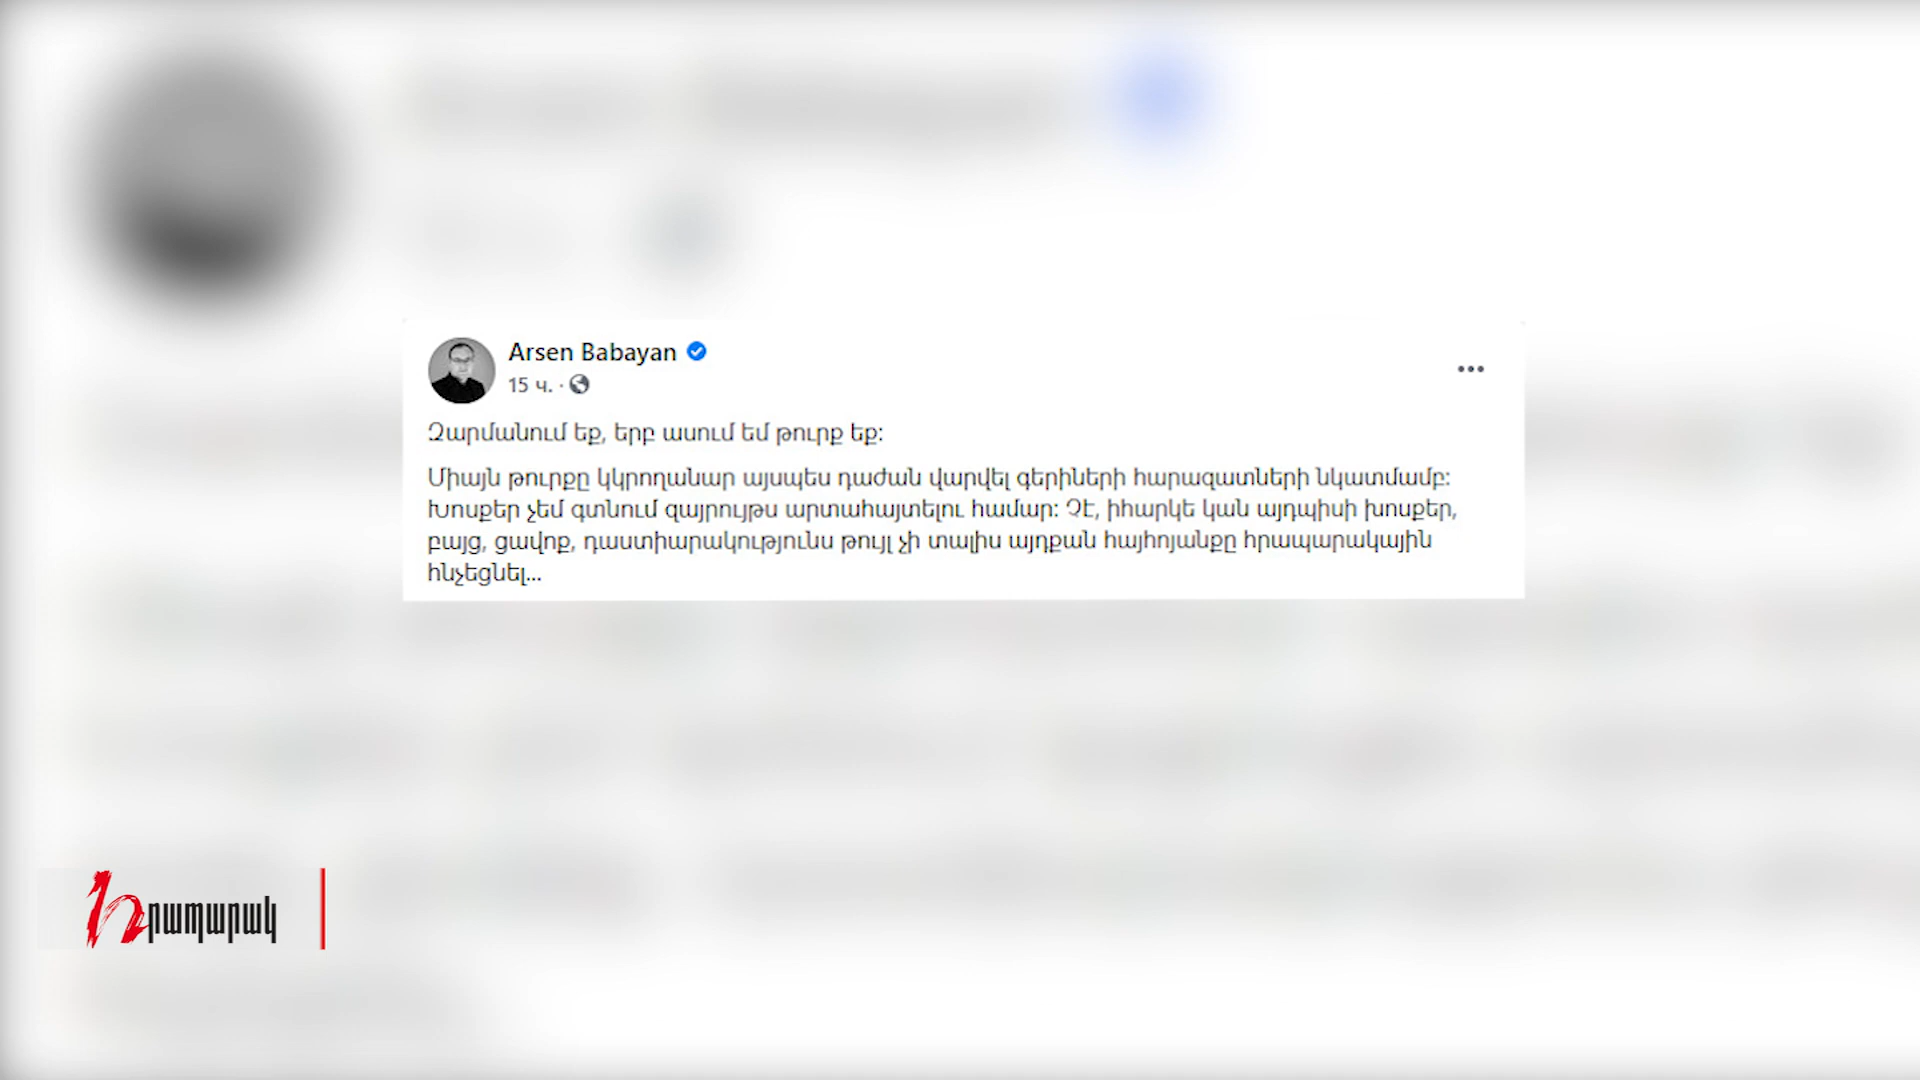 Arsen Babayan
15 ч. ·
Զարմանում եք, երբ ասում եմ թուրք եք:
Միայն թուրքը կկրողանար այսպես դաժան վարվել գերիների հարազատների նկատմամբ:
Խոսքեր չեմ գտնում զայրույթս արտահայտելու համար: Չէ, իհարկե կան այդպիսի խոսքեր,
բայց, ցավոք, դաստիարակությունս թույլ չի տալիս այդքան հայհոյանքը հրապարակային
հնչեցնել...
Հրապարակ